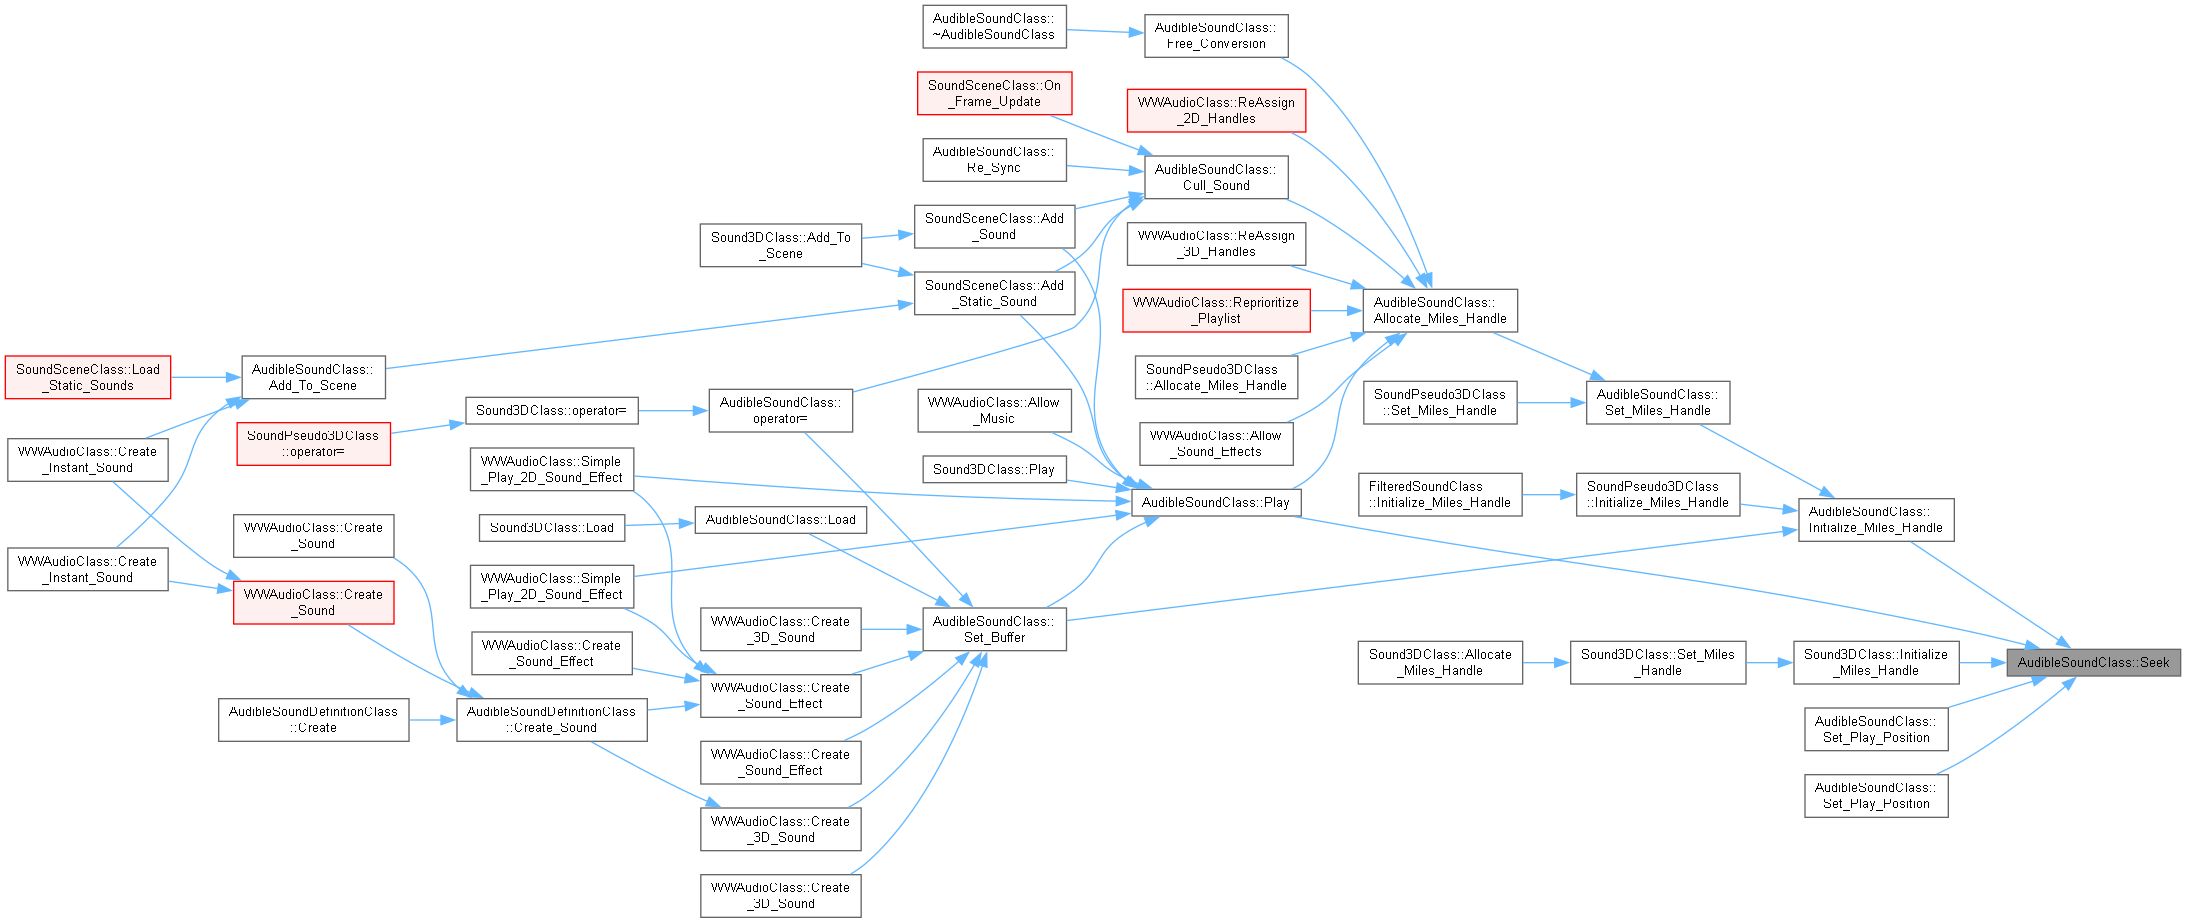 AudibleSoundClass::
~AudibleSoundClass
AudibleSoundClass::
Free_Conversion
SoundSceneClass::On
_Frame_Update
WWAudioClass::ReAssign
_2D_Handles
AudibleSoundClass::
Re_Sync
AudibleSoundClass::
Cull_Sound
SoundSceneClass::Add
_Sound
Sound3DClass::Add_To
_Scene
WWAudioClass::ReAssign
_3D_Handles
SoundSceneClass::Add
_Static_Sound
WWAudioClass::Reprioritize
_Playlist
AudibleSoundClass::
Allocate_Miles_Handle
SoundSceneClass::Load
_Static_Sounds
AudibleSoundClass::
Add_To_Scene
SoundPseudo3DClass
::Allocate_Miles_Handle
SoundPseudo3DClass
::Set_Miles_Handle
AudibleSoundClass::
Set_Miles_Handle
Sound3DClass::operator=
AudibleSoundClass::
operator=
WWAudioClass::Allow
_Music
SoundPseudo3DClass
::operator=
WWAudioClass::Create
_Instant_Sound
WWAudioClass::Allow
_Sound_Effects
WWAudioClass::Simple
_Play_2D_Sound_Effect
Sound3DClass::Play
AudibleSoundClass::Play
FilteredSoundClass
::Initialize_Miles_Handle
SoundPseudo3DClass
::Initialize_Miles_Handle
AudibleSoundClass::
Initialize_Miles_Handle
WWAudioClass::Create
_Sound
Sound3DClass::Load
AudibleSoundClass::Load
WWAudioClass::Create
_Instant_Sound
WWAudioClass::Create
_Sound
WWAudioClass::Simple
_Play_2D_Sound_Effect
WWAudioClass::Create
_3D_Sound
AudibleSoundClass::
Set_Buffer
WWAudioClass::Create
_Sound_Effect
Sound3DClass::Allocate
_Miles_Handle
Sound3DClass::Set_Miles
_Handle
Sound3DClass::Initialize
_Miles_Handle
AudibleSoundClass::Seek
WWAudioClass::Create
_Sound_Effect
AudibleSoundDefinitionClass
::Create
AudibleSoundDefinitionClass
::Create_Sound
AudibleSoundClass::
Set_Play_Position
WWAudioClass::Create
_Sound_Effect
AudibleSoundClass::
Set_Play_Position
WWAudioClass::Create
_3D_Sound
WWAudioClass::Create
_3D_Sound